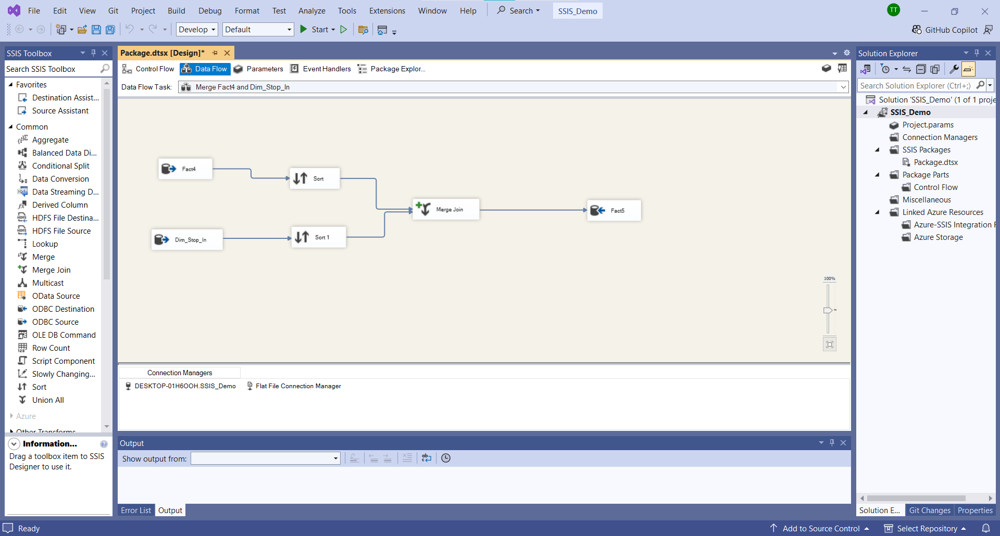 File Edit View Git Project Build Debug Format Test Analyze Tools Extensions Window Help Search SSIS_Demo TT
Develop Default Start GitHub Copilot
SSIS Toolbox
Search SSIS Toolbox
Favorites
Destination Assist...
Source Assistant
Common
Aggregate
Balanced Data Di...
Conditional Split
Data Conversion
Data Streaming D...
Derived Column
HDFS File Destina...
HDFS File Source
Lookup
Merge
Merge Join
Multicast
OData Source
ODBC Destination
ODBC Source
OLE DB Command
Row Count
Script Component
Slowly Changing...
Sort
Union All
Azure
Other Transforms
Information...
Drag a toolbox item to SSIS
Designer to use it.
Package.dtsx [Design]*
Control Flow Data Flow Parameters Event Handlers Package Explor...
Data Flow Task: Merge Fact4 and Dim_Stop_In
Fact4
Sort
Merge Join
Fact5
Dim_Stop_In
Sort 1
100%
Connection Managers
DESKTOP-01H6OOH.SSIS_Demo Flat File Connection Manager
Output
Show output from:
Error List Output
Solution Explorer
Search Solution Explorer (Ctrl+;)
Solution 'SSIS_Demo' (1 of 1 proje
SSIS_Demo
Project.params
Connection Managers
SSIS Packages
Package.dtsx
Package Parts
Control Flow
Miscellaneous
Linked Azure Resources
Azure-SSIS Integration
Azure Storage
Solution E... Git Changes Properties
Ready Add to Source Control Select Repository